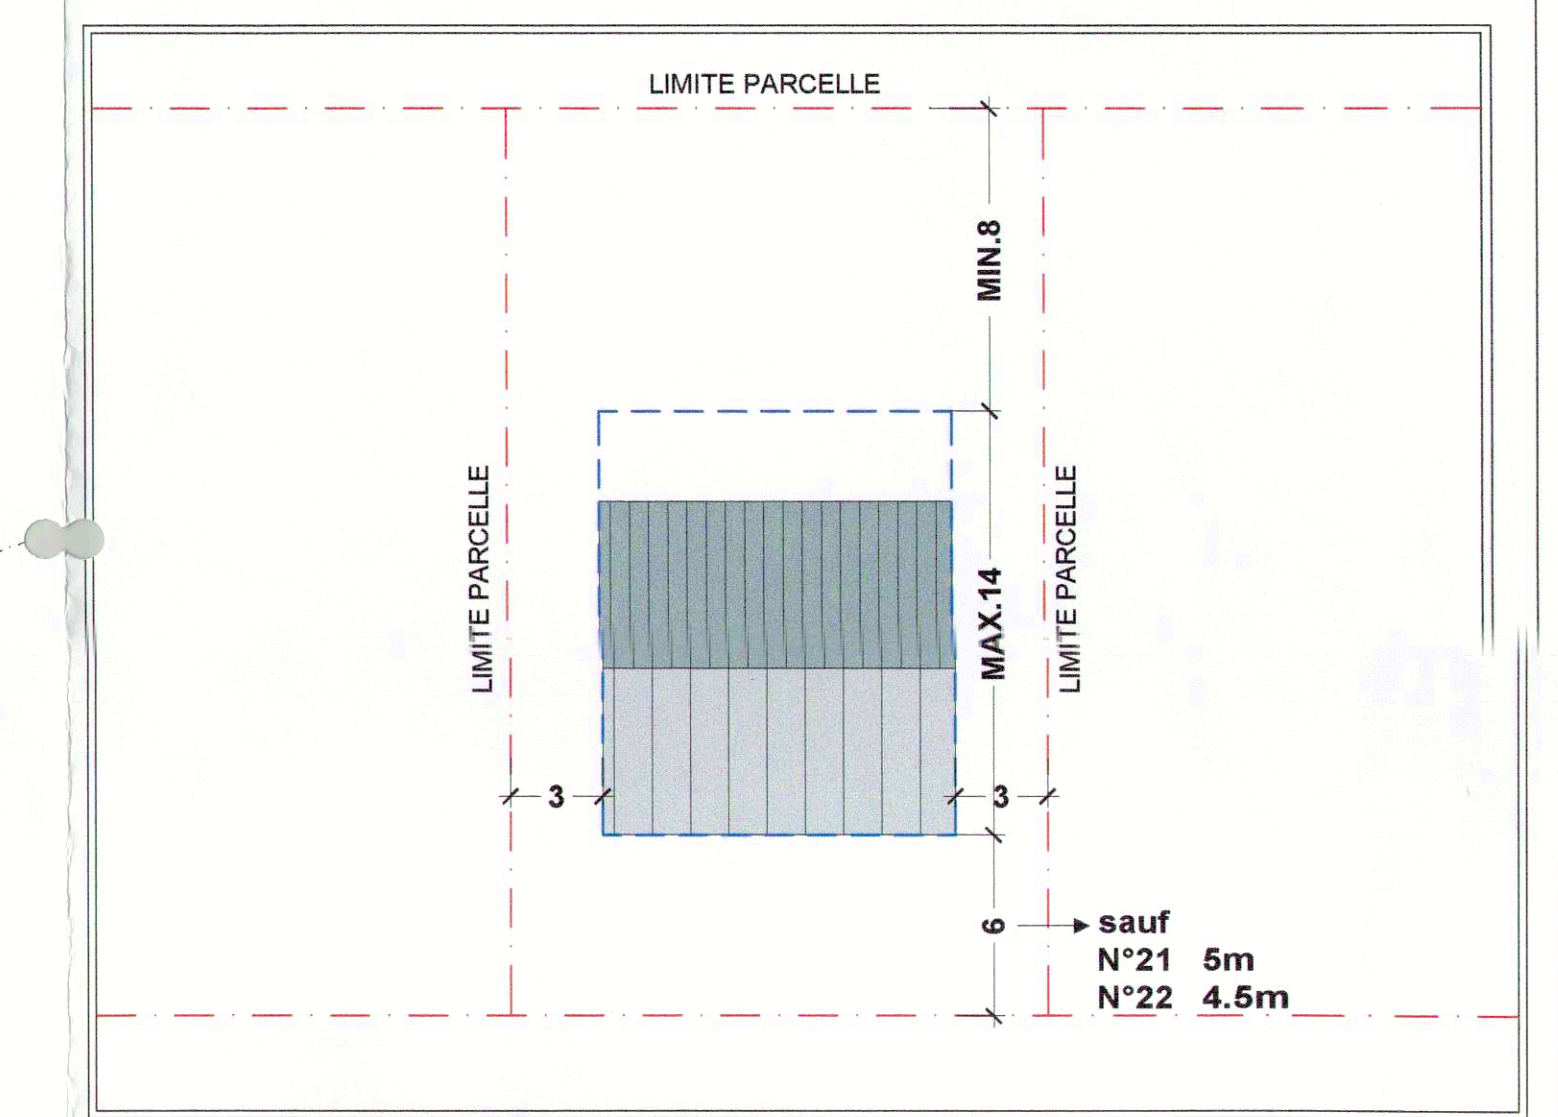 LIMITE PARCELLE
MIN.8
LIMITE PARCELLE
MAX.14
LIMITE PARCELLE
3
3
6
sauf
N°21 5m
N°22 4.5m